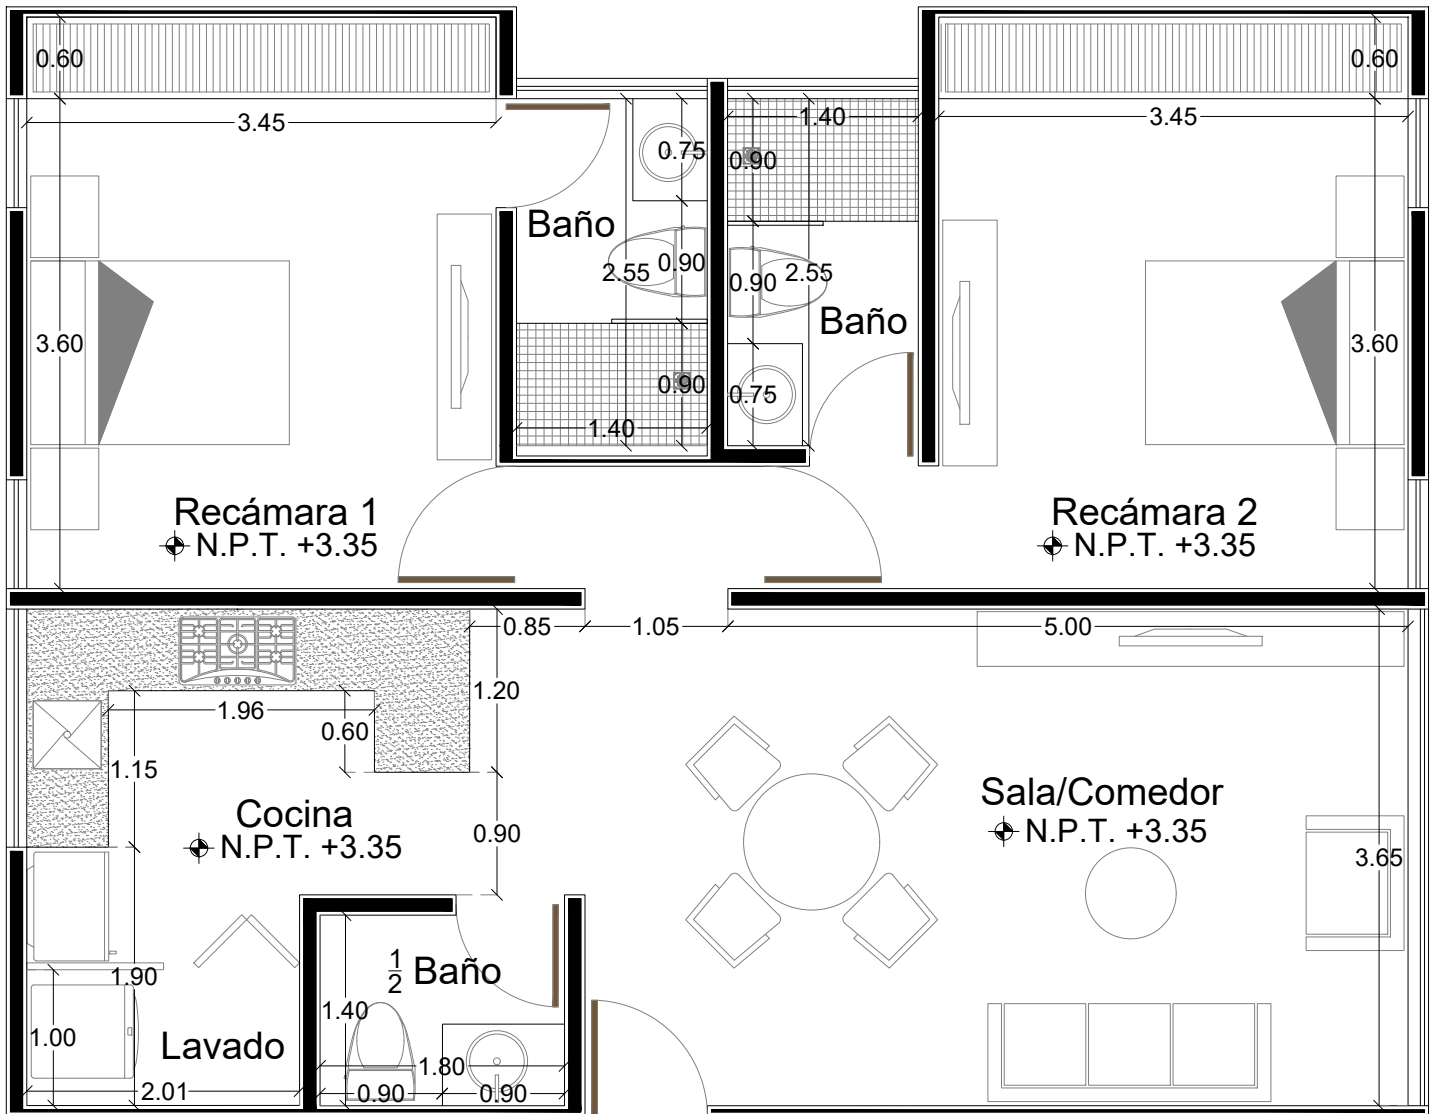 0.60
0.60
3.45
1.40
3.45
0.75
0.90
Baño
2.55
0.90
0.90
2.55
Baño
3.60
3.60
0.90
0.75
1.40
Recámara 1
N.P.T. +3.35
Recámara 2
N.P.T. +3.35
0.85
1.05
5.00
1.20
1.96
0.60
1.15
Cocina
N.P.T. +3.35
0.90
Sala/Comedor
N.P.T. +3.35
3.65
1.90
1/2 Baño
1.40
1.00
Lavado
1.80
2.01
0.90
0.90